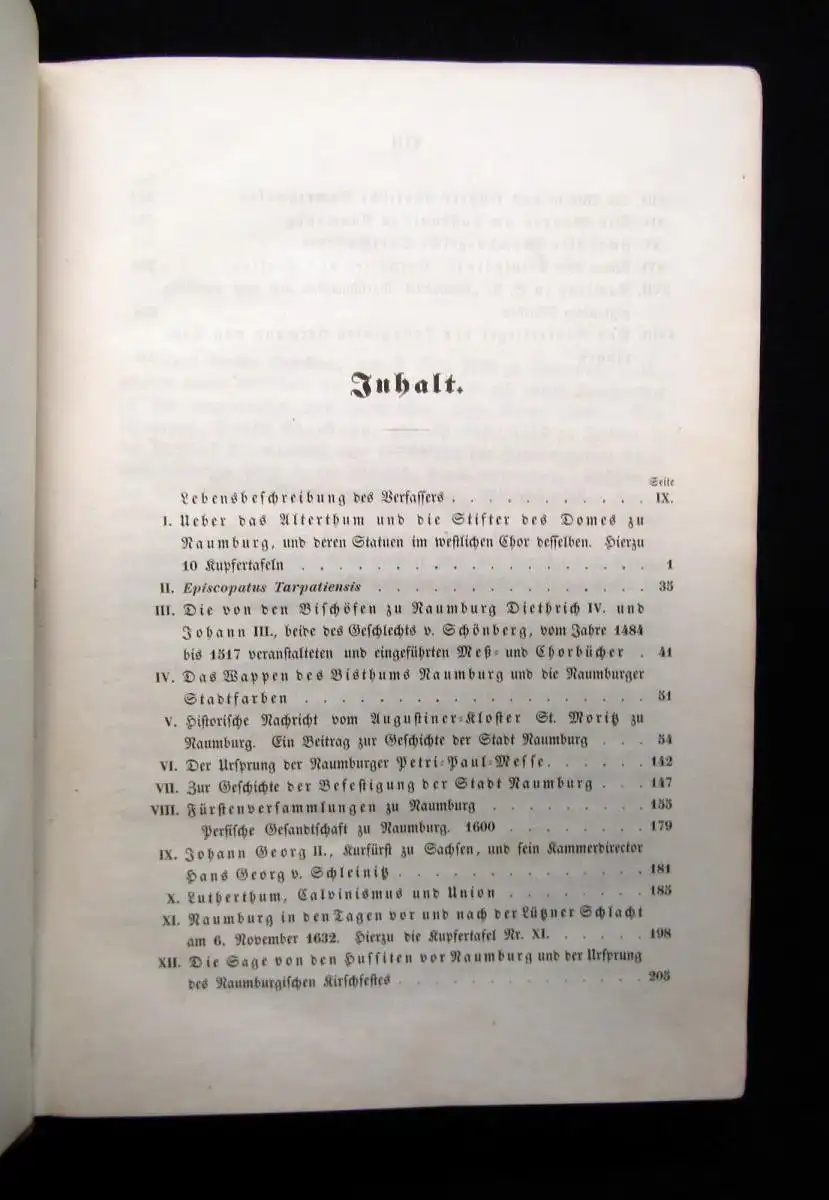 Inhalt.
Seite
Lebensbeschreibung des Verfassers . . . . . . . . . . . IX.
I. Ueber das Alterthum und die Stifter des Domes zu
Naumburg, und deren Statuen im westlichen Chor desselben. Hierzu
10 Kupfertafeln . . . . . . . . . . . . . . . . . . 1
II. Episcopatus Tarpatiensis . . . . . . . . . . . . . . 35
III. Die von den Bischöfen zu Naumburg Diethrich IV. und
Johann III., beide des Geschlechts v. Schönberg, vom Jahre 1484
bis 1517 veranstalteten und eingeführten Meß- und Chorbücher . 41
IV. Das Wappen des Bisthums Naumburg und die Naumburger
Stadtfarben . . . . . . . . . . . . . . . . . . 51
V. Historische Nachricht vom Augustiner-Kloster St. Moritz zu
Naumburg. Ein Beitrag zur Geschichte der Stadt Naumburg . . . 54
VI. Der Ursprung der Naumburger Petri-Paul-Messe . . . . . 142
VII. Zur Geschichte der Befestigung der Stadt Naumburg . . . 147
VIII. Fürstenversammlungen zu Naumburg . . . . . . . . . 155
Persische Gesandtschaft zu Naumburg. 1600 . . . . . . . . 179
IX. Johann Georg II., Kurfürst zu Sachsen, und sein Kammerdirector
Hans Georg v. Schleinitz . . . . . . . . . . . . . 181
X. Lutherthum, Calvinismus und Union . . . . . . . . 185
XI. Naumburg in den Tagen vor und nach der Lützner Schlacht
am 6. November 1632. Hierzu die Kupfertafel Nr. XI. . . . . . 198
XII. Die Sage von den Hussiten vor Naumburg und der Ursprung
des Naumburgischen Kirschfestes . . . . . . . . . . . . 205